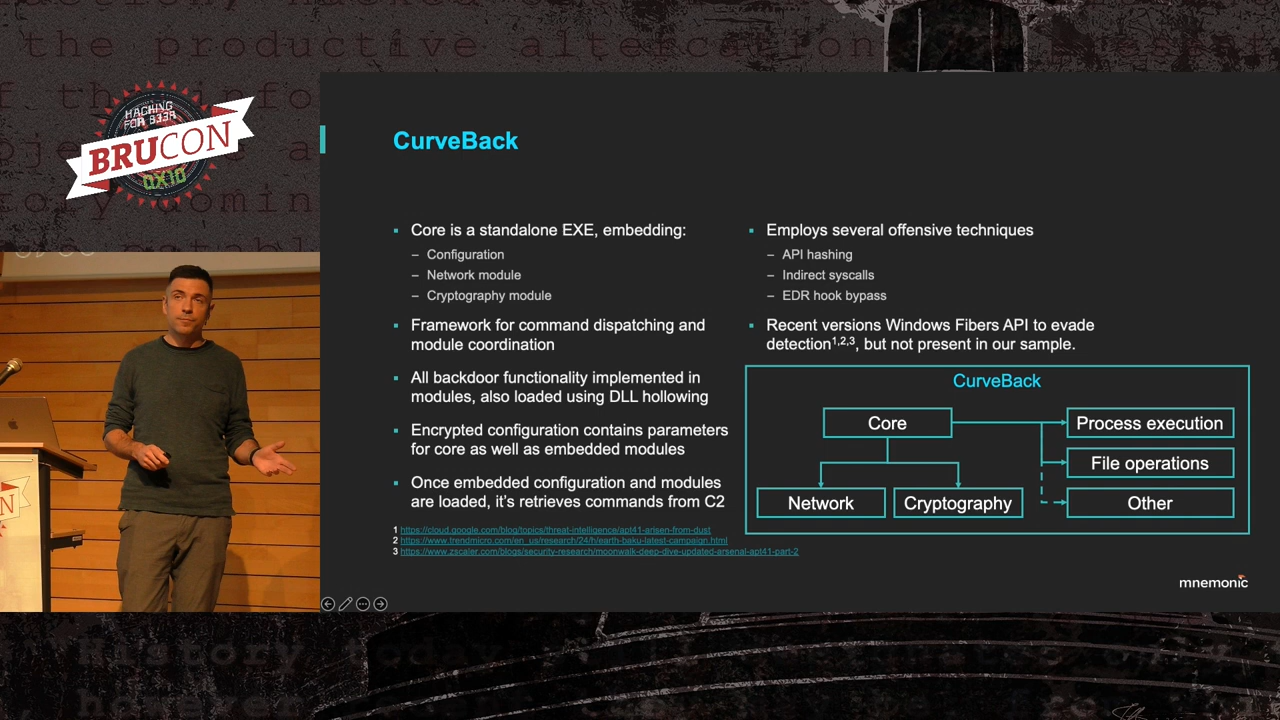 the productive altercation
HACKING
FOR B33R
BRUCON
0X10
CurveBack
Core is a standalone EXE, embedding:
– Configuration
– Network module
– Cryptography module
Framework for command dispatching and
module coordination
All backdoor functionality implemented in
modules, also loaded using DLL hollowing
Encrypted configuration contains parameters
for core as well as embedded modules
Once embedded configuration and modules
are loaded, it’s retrieves commands from C2
1 https://cloud.google.com/blog/topics/threat-intelligence/apt41-arisen-from-dust
2 https://www.trendmicro.com/en_us/research/24/h/earth-baku-latest-campaign.html
3 https://www.zscaler.com/blogs/security-research/moonwalk-deep-dive-updated-arsenal-apt41-part-2
Employs several offensive techniques
– API hashing
– Indirect syscalls
– EDR hook bypass
Recent versions Windows Fibers API to evade
detection1,2,3, but not present in our sample.
CurveBack
Core
Process execution
File operations
Network
Cryptography
Other
mnemonic
History today
however